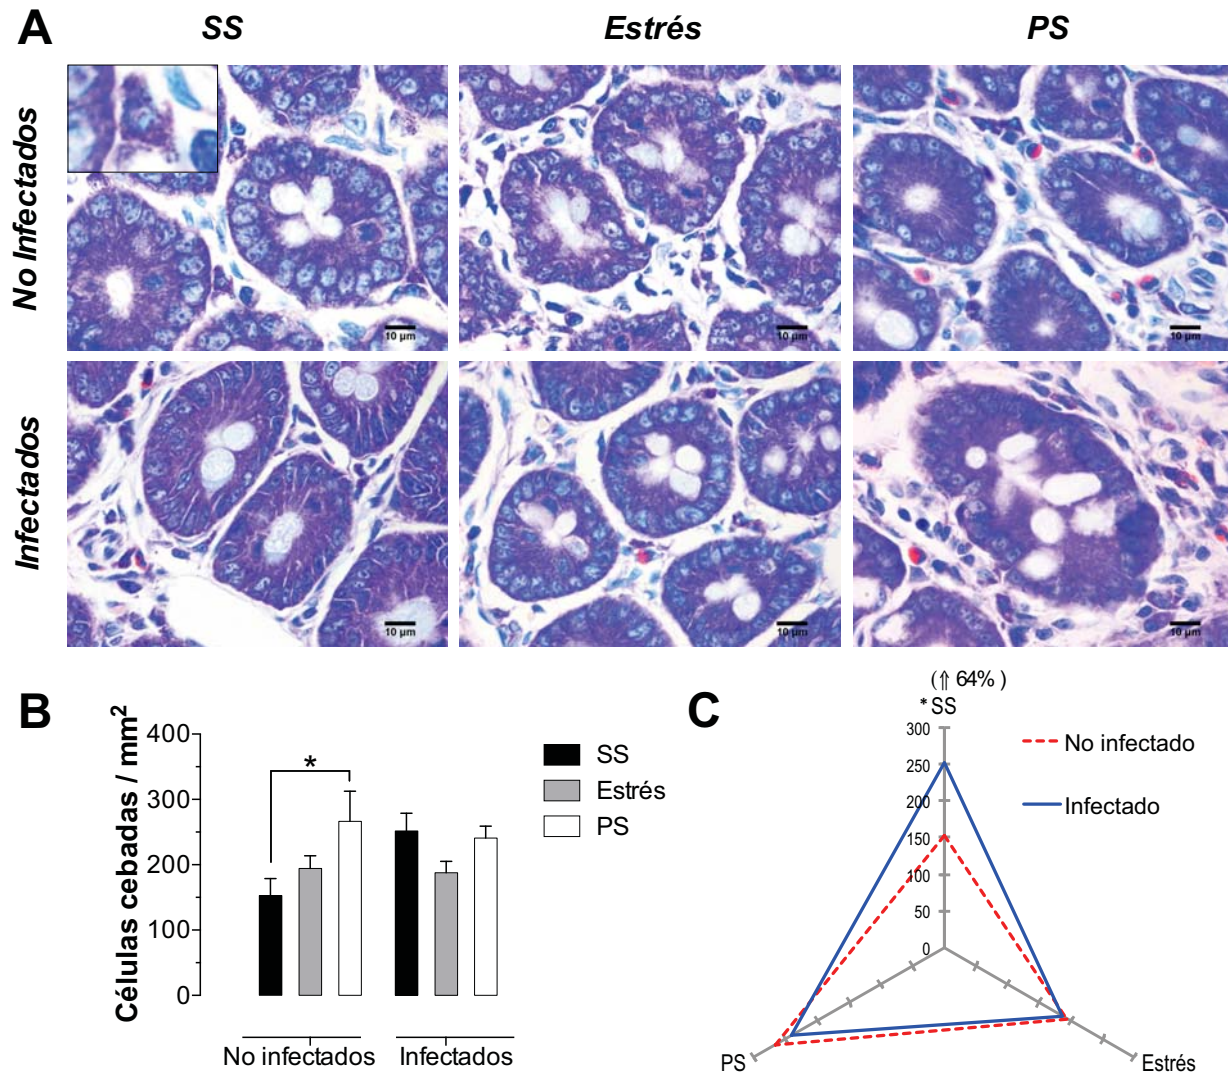 A
SS
Estrés
PS
No Infectados
10 µm
10 µm
10 µm
Infectados
10 µm
10 µm
10 µm
B
Células cebadas / mm²
400
300
200
100
0
*
No infectados
Infectados
SS
Estrés
PS
C
(⇑ 64% )
* SS
300
250
200
150
100
50
0
PS
Estrés
No infectado
Infectado